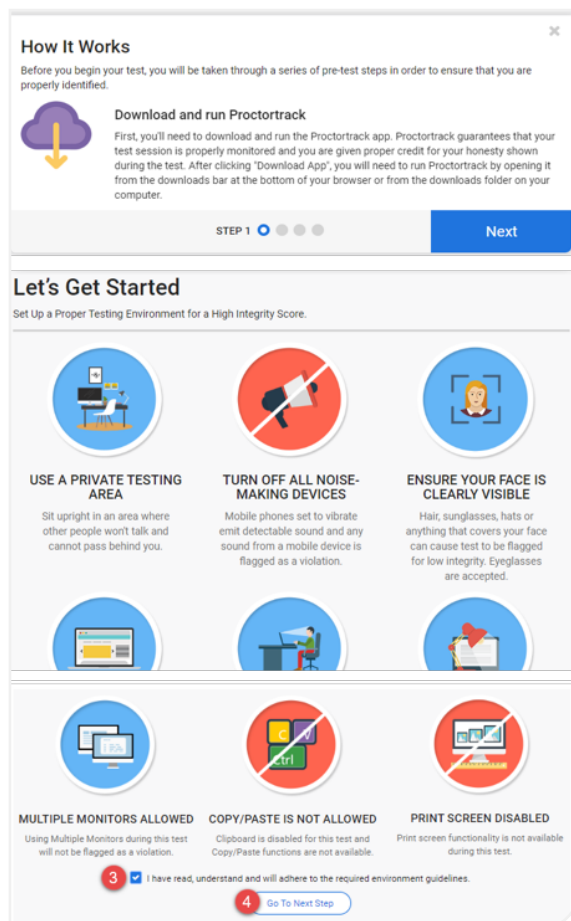 How It Works
Before you begin your test, you will be taken through a series of pre-test steps in order to ensure that you are
properly identified.
Download and run Proctortrack
First, you'll need to download and run the Proctortrack app. Proctortrack guarantees that your
test session is properly monitored and you are given proper credit for your honesty shown
during the test. After clicking "Download App", you will need to run Proctortrack by opening it
from the downloads bar at the bottom of your browser or from the downloads folder on your
computer.
STEP 1
Next
Let's Get Started
Set Up a Proper Testing Environment for a High Integrity Score.
USE A PRIVATE TESTING
AREA
Sit upright in an area where
other people won't talk and
cannot pass behind you.
TURN OFF ALL NOISE-
MAKING DEVICES
Mobile phones set to vibrate
emit detectable sound and any
sound from a mobile device is
flagged as a violation.
ENSURE YOUR FACE IS
CLEARLY VISIBLE
Hair, sunglasses, hats or
anything that covers your face
can cause test to be flagged
for low integrity. Eyeglasses
are accepted.
C V
Ctrl
MULTIPLE MONITORS ALLOWED
Using Multiple Monitors during this test
will not be flagged as a violation.
COPY/PASTE IS NOT ALLOWED
Clipboard is disabled for this test and
Copy/Paste functions are not available.
PRINT SCREEN DISABLED
Print screen functionality is not available
during this test.
3 I have read, understand and will adhere to the required environment guidelines.
4 Go To Next Step